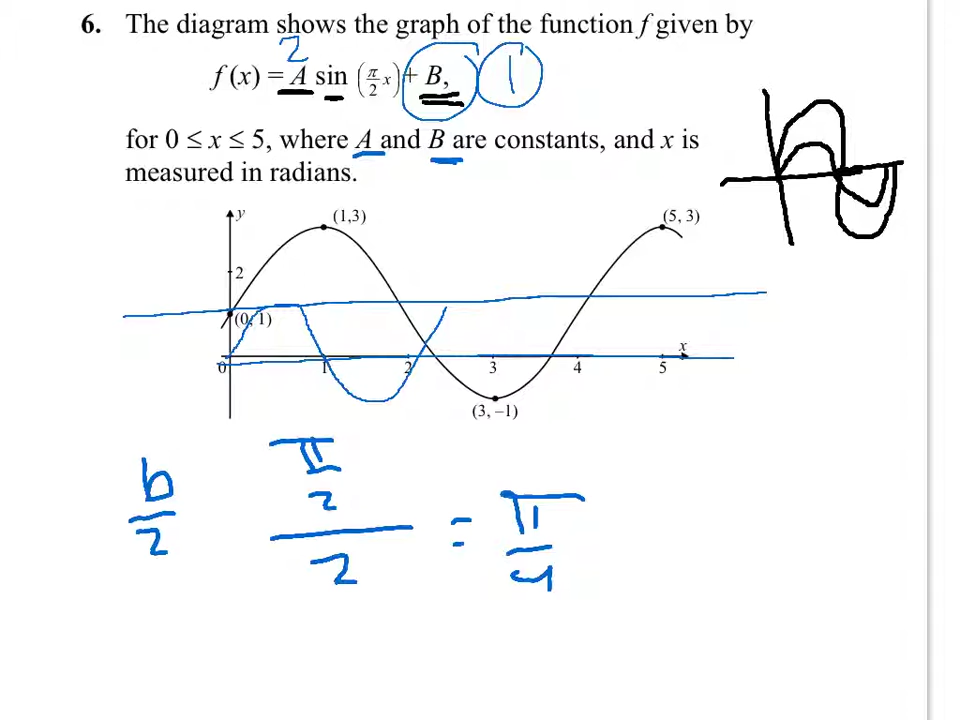 6. The diagram shows the graph of the function f given by
2
f (x) = A sin (π/2 x) + B, 1
for 0 ≤ x ≤ 5, where A and B are constants, and x is
measured in radians.
y
(1,3) (5, 3)
2
(0, 1)
x
0 1 2 3 4 5
(3, –1)
b/2 π/2/2 = π/4